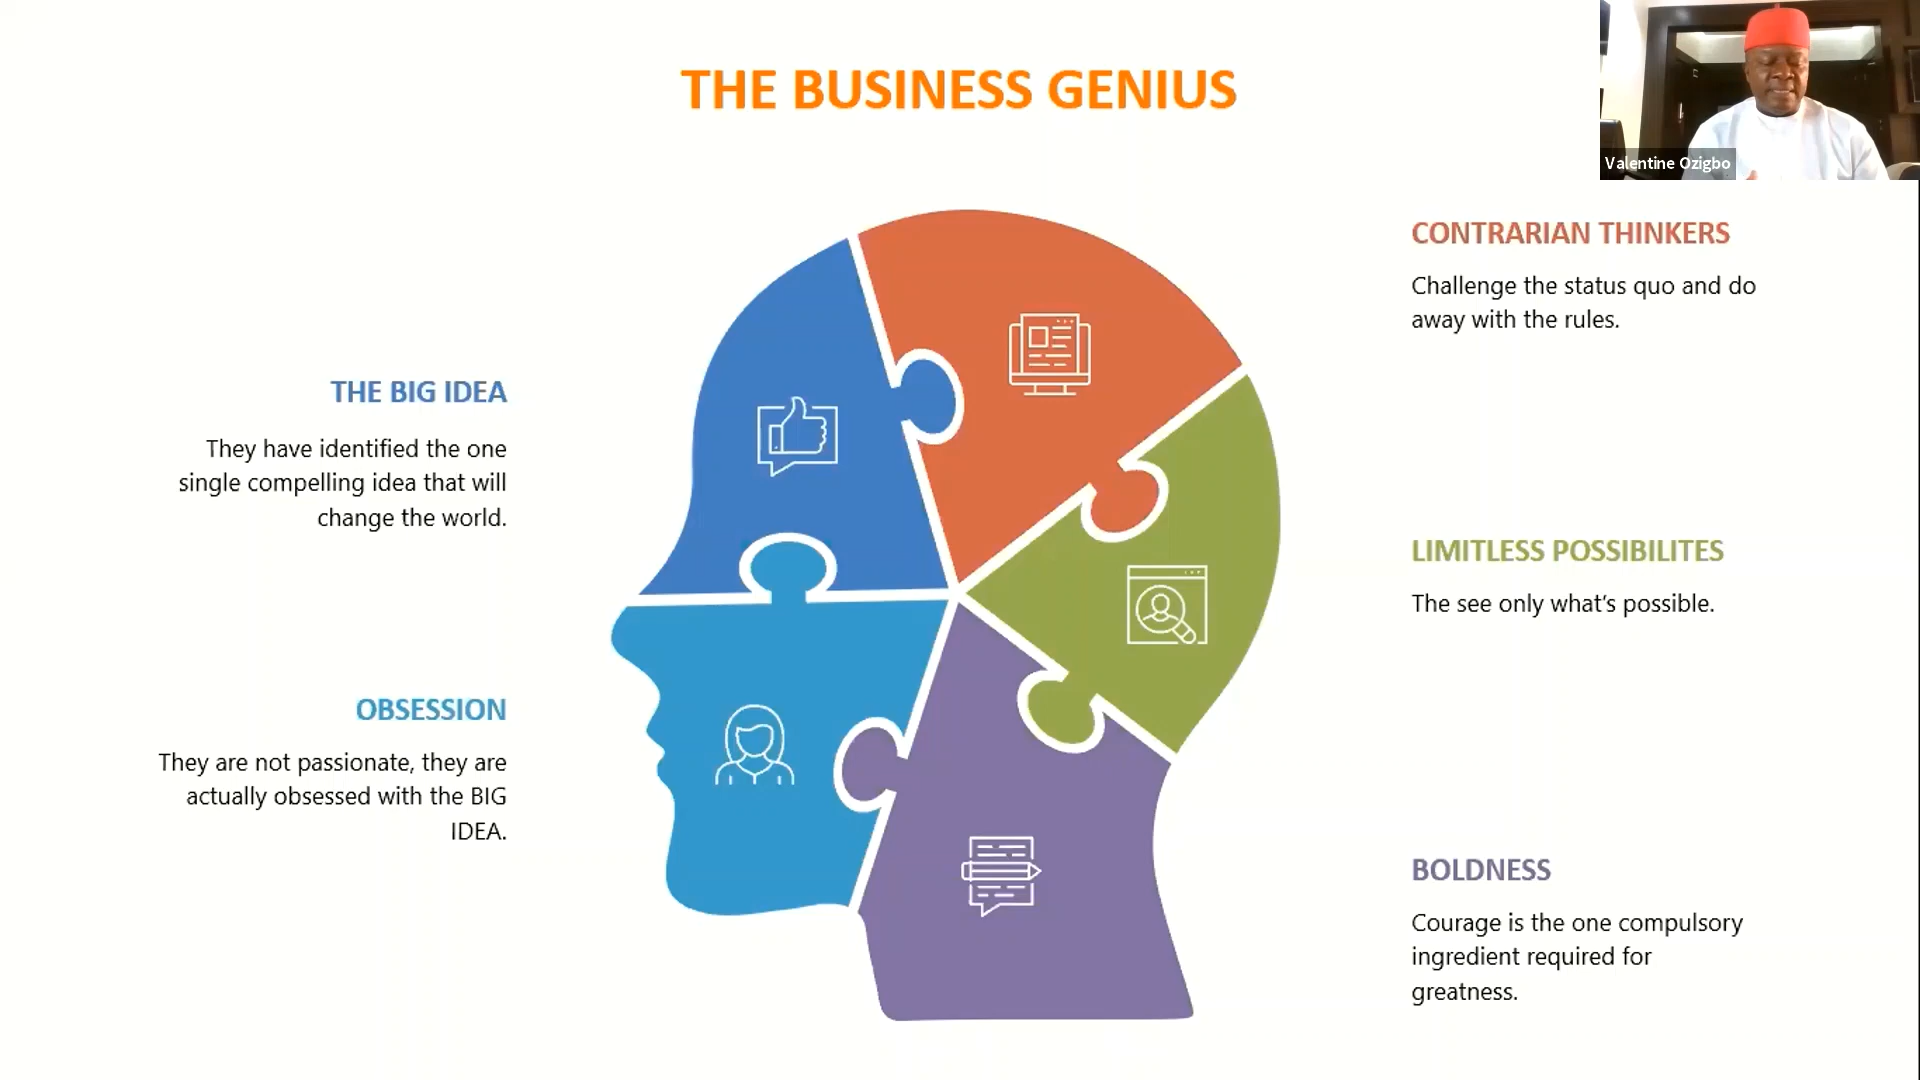 THE BUSINESS GENIUS
Valentine Ozigbo
THE BIG IDEA
They have identified the one
single compelling idea that will
change the world.
OBSESSION
They are not passionate, they are
actually obsessed with the BIG
IDEA.
CONTRARIAN THINKERS
Challenge the status quo and do
away with the rules.
LIMITLESS POSSIBILITES
The see only what's possible.
BOLDNESS
Courage is the one compulsory
ingredient required for
greatness.